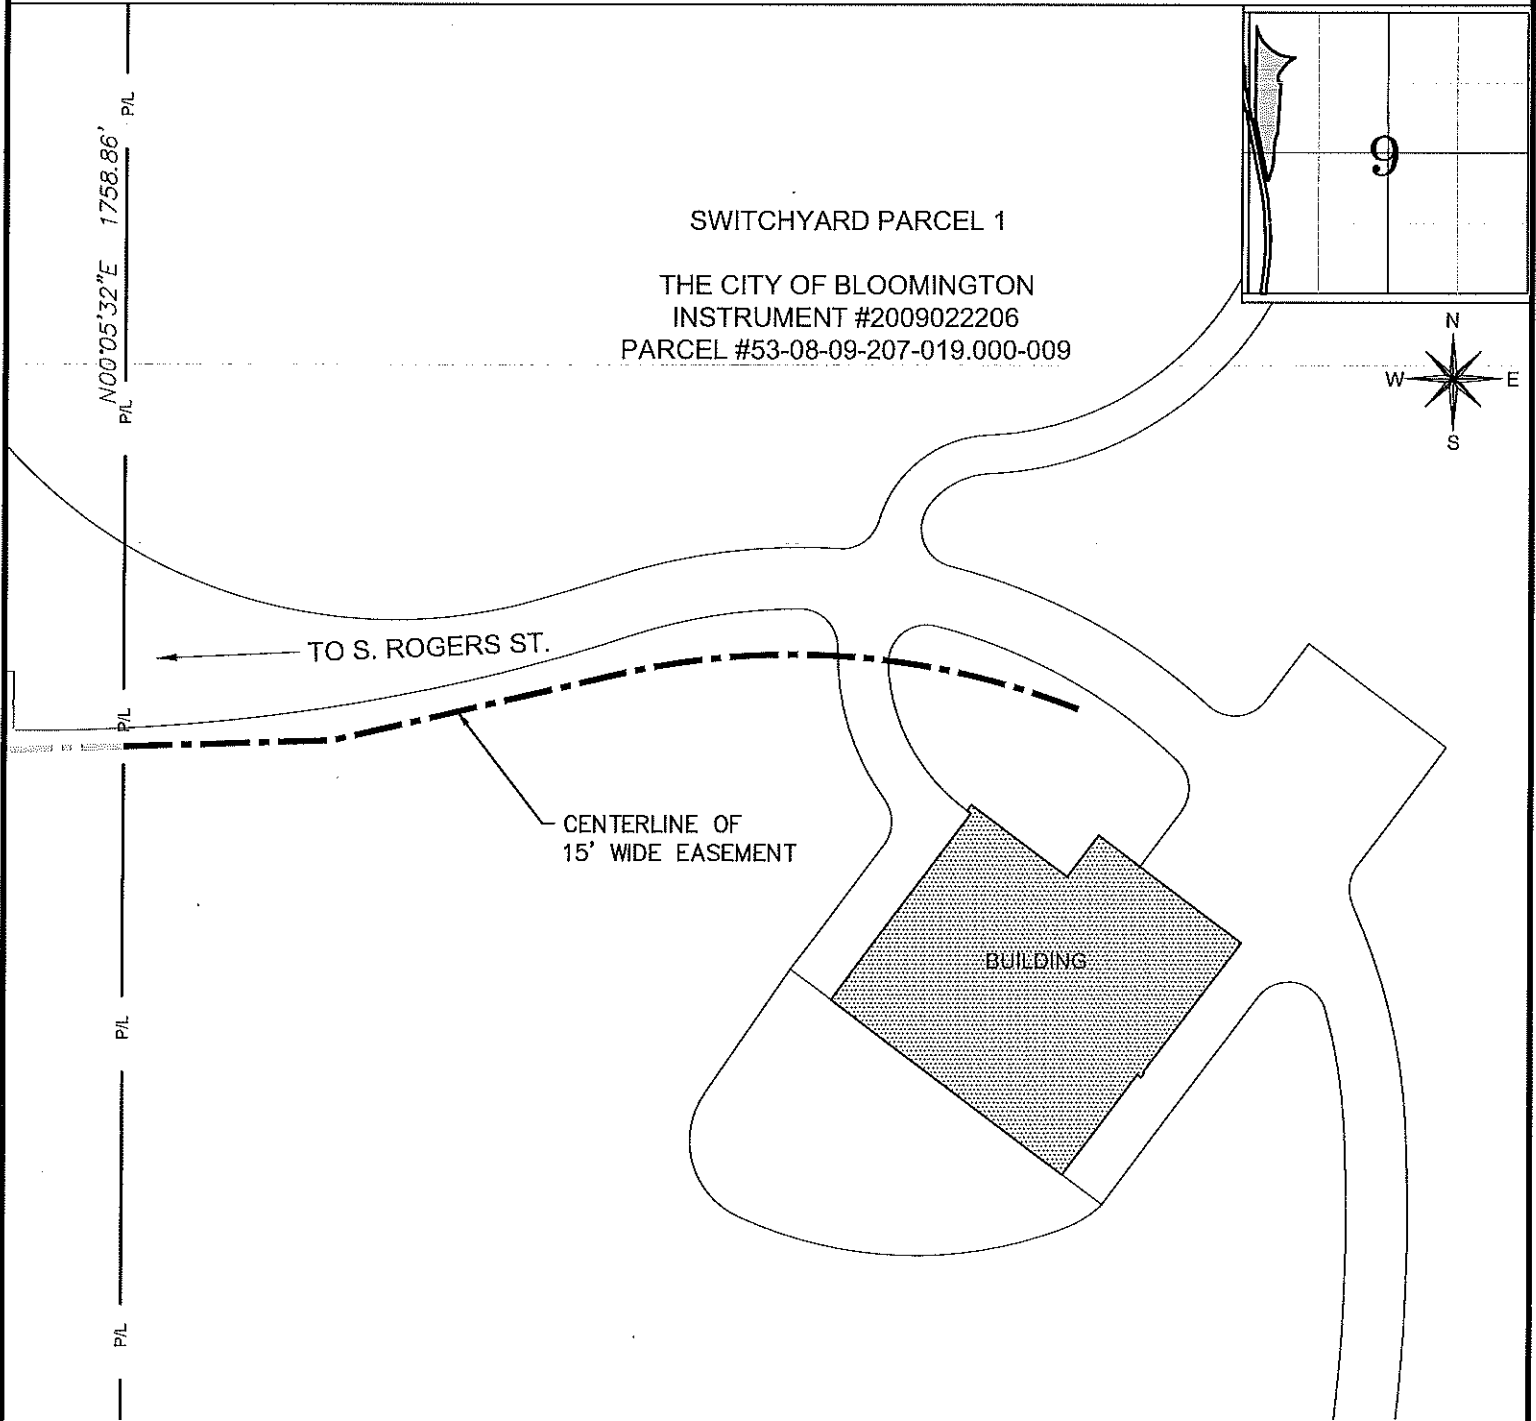 P/L
N00°05'32"E 1758.86'
9
SWITCHYARD PARCEL 1
THE CITY OF BLOOMINGTON
INSTRUMENT #2009022206
PARCEL #53-08-09-207-019.000-009
N
W E
S
P/L
TO S. ROGERS ST.
P/L
CENTERLINE OF
15' WIDE EASEMENT
BUILDING
P/L
P/L